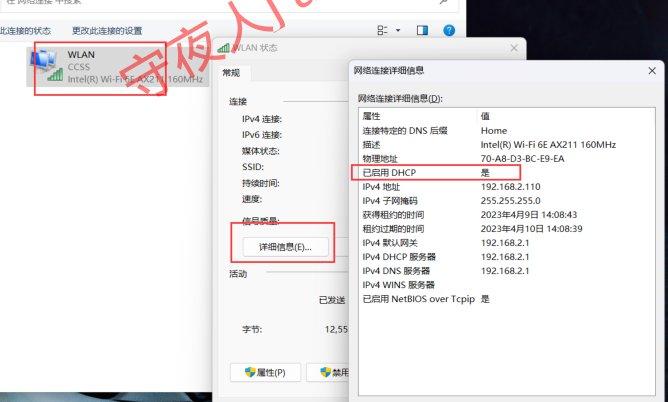 在 网络连接 中搜索
此连接的状态 更改此连接的设置
WLAN
CCSS
Intel(R) Wi-Fi 6E AX211 160MHz
守夜人
WLAN 状态
常规
连接
IPv4 连接:
IPv6 连接:
媒体状态:
SSID:
持续时间:
速度:
信号质量:
详细信息(E)...
活动
已发送
字节: 12,55
属性(P) 禁用
网络连接详细信息
网络连接详细信息(D):
属性 值
连接特定的 DNS 后缀 Home
描述 Intel(R) Wi-Fi 6E AX211 160MHz
物理地址 70-A8-D3-BC-E9-EA
已启用 DHCP 是
IPv4 地址 192.168.2.110
IPv4 子网掩码 255.255.255.0
获得租约的时间 2023年4月9日 14:08:43
租约过期的时间 2023年4月10日 14:08:39
IPv4 默认网关 192.168.2.1
IPv4 DHCP 服务器 192.168.2.1
IPv4 DNS 服务器 192.168.2.1
IPv4 WINS 服务器
已启用 NetBIOS over Tcpip 是